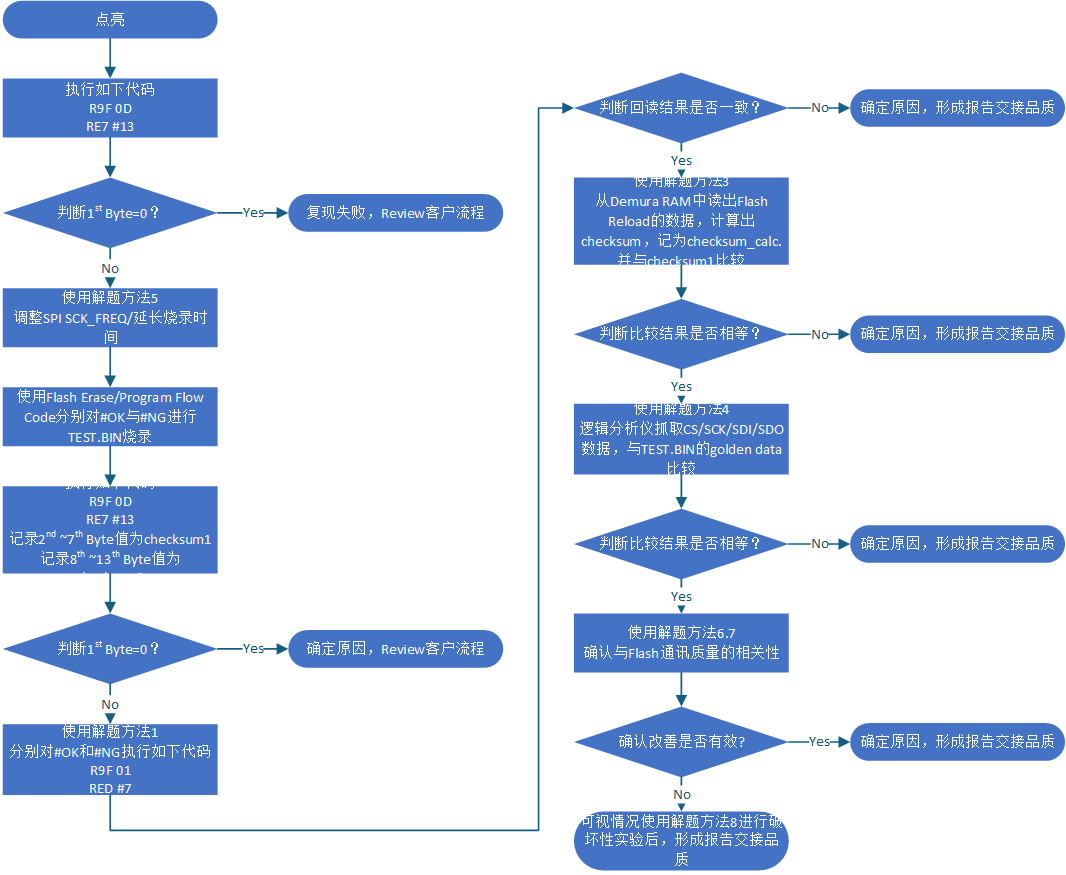 点亮
执行如下代码
R9F 0D
RE7 #13
判断1st Byte=0？
Yes
复现失败，Review客户流程
No
使用解题方法5
调整SPI SCK_FREQ/延长烧录时
间
使用Flash Erase/Program Flow
Code分别对#OK与#NG进行
TEST.BIN烧录
执行如下代码
R9F 0D
RE7 #13
记录2nd ~7th Byte值为checksum1
记录8th ~13th Byte值为
判断1st Byte=0？
Yes
确定原因，Review客户流程
No
使用解题方法1
分别对#OK和#NG执行如下代码
R9F 01
RED #7
判断回读结果是否一致？
No
确定原因，形成报告交接品质
Yes
使用解题方法3
从Demura RAM中读出Flash
Reload的数据，计算出
checksum，记为checksum_calc.
并与checksum1比较
判断比较结果是否相等？
No
确定原因，形成报告交接品质
Yes
使用解题方法4
逻辑分析仪抓取CS/SCK/SDI/SDO
数据，与TEST.BIN的golden data
比较
判断比较结果是否相等？
No
确定原因，形成报告交接品质
Yes
使用解题方法6.7
确认与Flash通讯质量的相关性
确认改善是否有效?
Yes
确定原因，形成报告交接品质
No
可视情况使用解题方法8进行破
坏性实验后，形成报告交接品
质